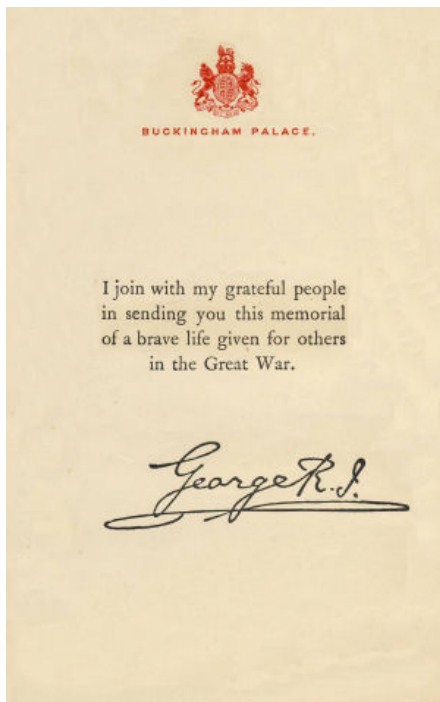 BUCKINGHAM PALACE.
I join with my grateful people
in sending you this memorial
of a brave life given for others
in the Great War.
George R.I.